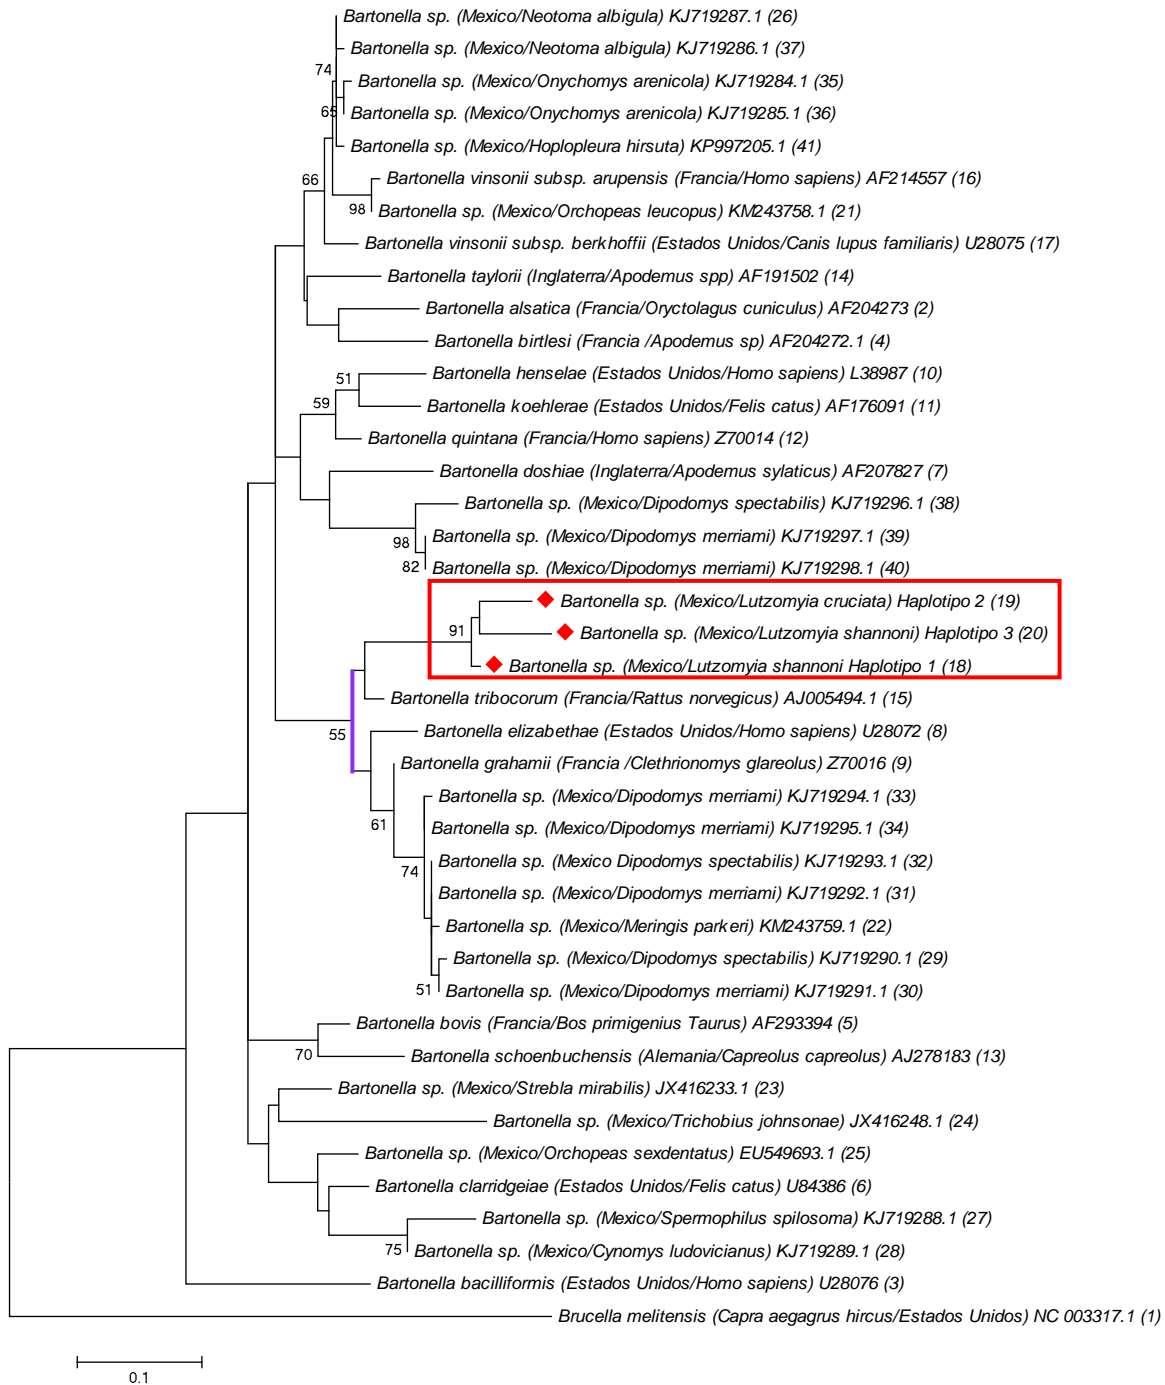 Bartonella sp. (Mexico/Neotoma albigula) KJ719287.1 (26)
Bartonella sp. (Mexico/Neotoma albigula) KJ719286.1 (37)
74
Bartonella sp. (Mexico/Onychomys arenicola) KJ719284.1 (35)
65
Bartonella sp. (Mexico/Onychomys arenicola) KJ719285.1 (36)
Bartonella sp. (Mexico/Hoplopleura hirsuta) KP997205.1 (41)
66
Bartonella vinsonii subsp. arupensis (Francia/Homo sapiens) AF214557 (16)
98
Bartonella sp. (Mexico/Orchopeas leucopus) KM243758.1 (21)
Bartonella vinsonii subsp. berkhoffii (Estados Unidos/Canis lupus familiaris) U28075 (17)
Bartonella taylorii (Inglaterra/Apodemus spp) AF191502 (14)
Bartonella alsatica (Francia/Oryctolagus cuniculus) AF204273 (2)
Bartonella birtlesi (Francia /Apodemus sp) AF204272.1 (4)
51
Bartonella henselae (Estados Unidos/Homo sapiens) L38987 (10)
59
Bartonella koehlerae (Estados Unidos/Felis catus) AF176091 (11)
Bartonella quintana (Francia/Homo sapiens) Z70014 (12)
Bartonella doshiae (Inglaterra/Apodemus sylaticus) AF207827 (7)
Bartonella sp. (Mexico/Dipodomys spectabilis) KJ719296.1 (38)
98
Bartonella sp. (Mexico/Dipodomys merriami) KJ719297.1 (39)
82
Bartonella sp. (Mexico/Dipodomys merriami) KJ719298.1 (40)
Bartonella sp. (Mexico/Lutzomyia cruciata) Haplotipo 2 (19)
91
Bartonella sp. (Mexico/Lutzomyia shannoni) Haplotipo 3 (20)
Bartonella sp. (Mexico/Lutzomyia shannoni Haplotipo 1 (18)
Bartonella tribocorum (Francia/Rattus norvegicus) AJ005494.1 (15)
55
Bartonella elizabethae (Estados Unidos/Homo sapiens) U28072 (8)
Bartonella grahamii (Francia /Clethrionomys glareolus) Z70016 (9)
Bartonella sp. (Mexico/Dipodomys merriami) KJ719294.1 (33)
61
Bartonella sp. (Mexico/Dipodomys merriami) KJ719295.1 (34)
74
Bartonella sp. (Mexico Dipodomys spectabilis) KJ719293.1 (32)
Bartonella sp. (Mexico/Dipodomys merriami) KJ719292.1 (31)
Bartonella sp. (Mexico/Meringis parkeri) KM243759.1 (22)
Bartonella sp. (Mexico/Dipodomys spectabilis) KJ719290.1 (29)
51
Bartonella sp. (Mexico/Dipodomys merriami) KJ719291.1 (30)
Bartonella bovis (Francia/Bos primigenius Taurus) AF293394 (5)
70
Bartonella schoenbuchensis (Alemania/Capreolus capreolus) AJ278183 (13)
Bartonella sp. (Mexico/Strebla mirabilis) JX416233.1 (23)
Bartonella sp. (Mexico/Trichobius johnsonae) JX416248.1 (24)
Bartonella sp. (Mexico/Orchopeas sexdentatus) EU549693.1 (25)
Bartonella clarridgeiae (Estados Unidos/Felis catus) U84386 (6)
Bartonella sp. (Mexico/Spermophilus spilosoma) KJ719288.1 (27)
75
Bartonella sp. (Mexico/Cynomys ludovicianus) KJ719289.1 (28)
Bartonella bacilliformis (Estados Unidos/Homo sapiens) U28076 (3)
Brucella melitensis (Capra aegagrus hircus/Estados Unidos) NC 003317.1 (1)
0.1